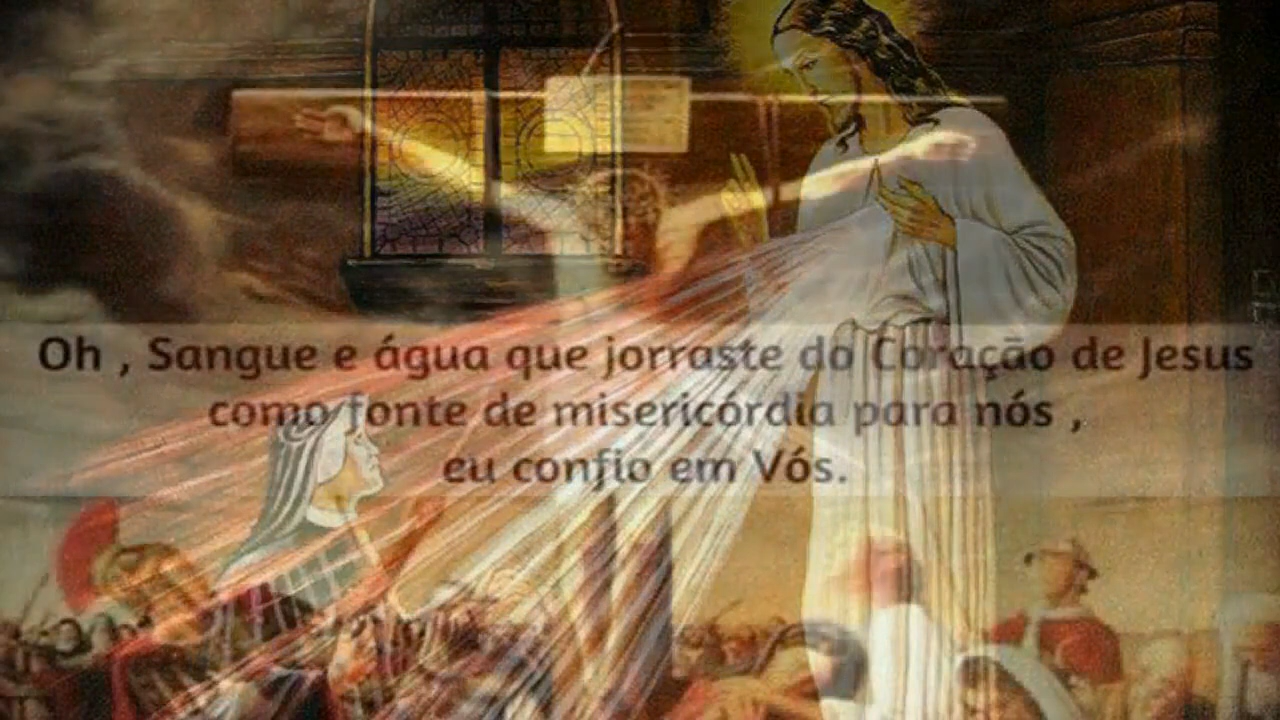 Oh , Sangue e água que jorraste do Coração de Jesus
como fonte de misericórdia para nós ,
eu confio em Vós.